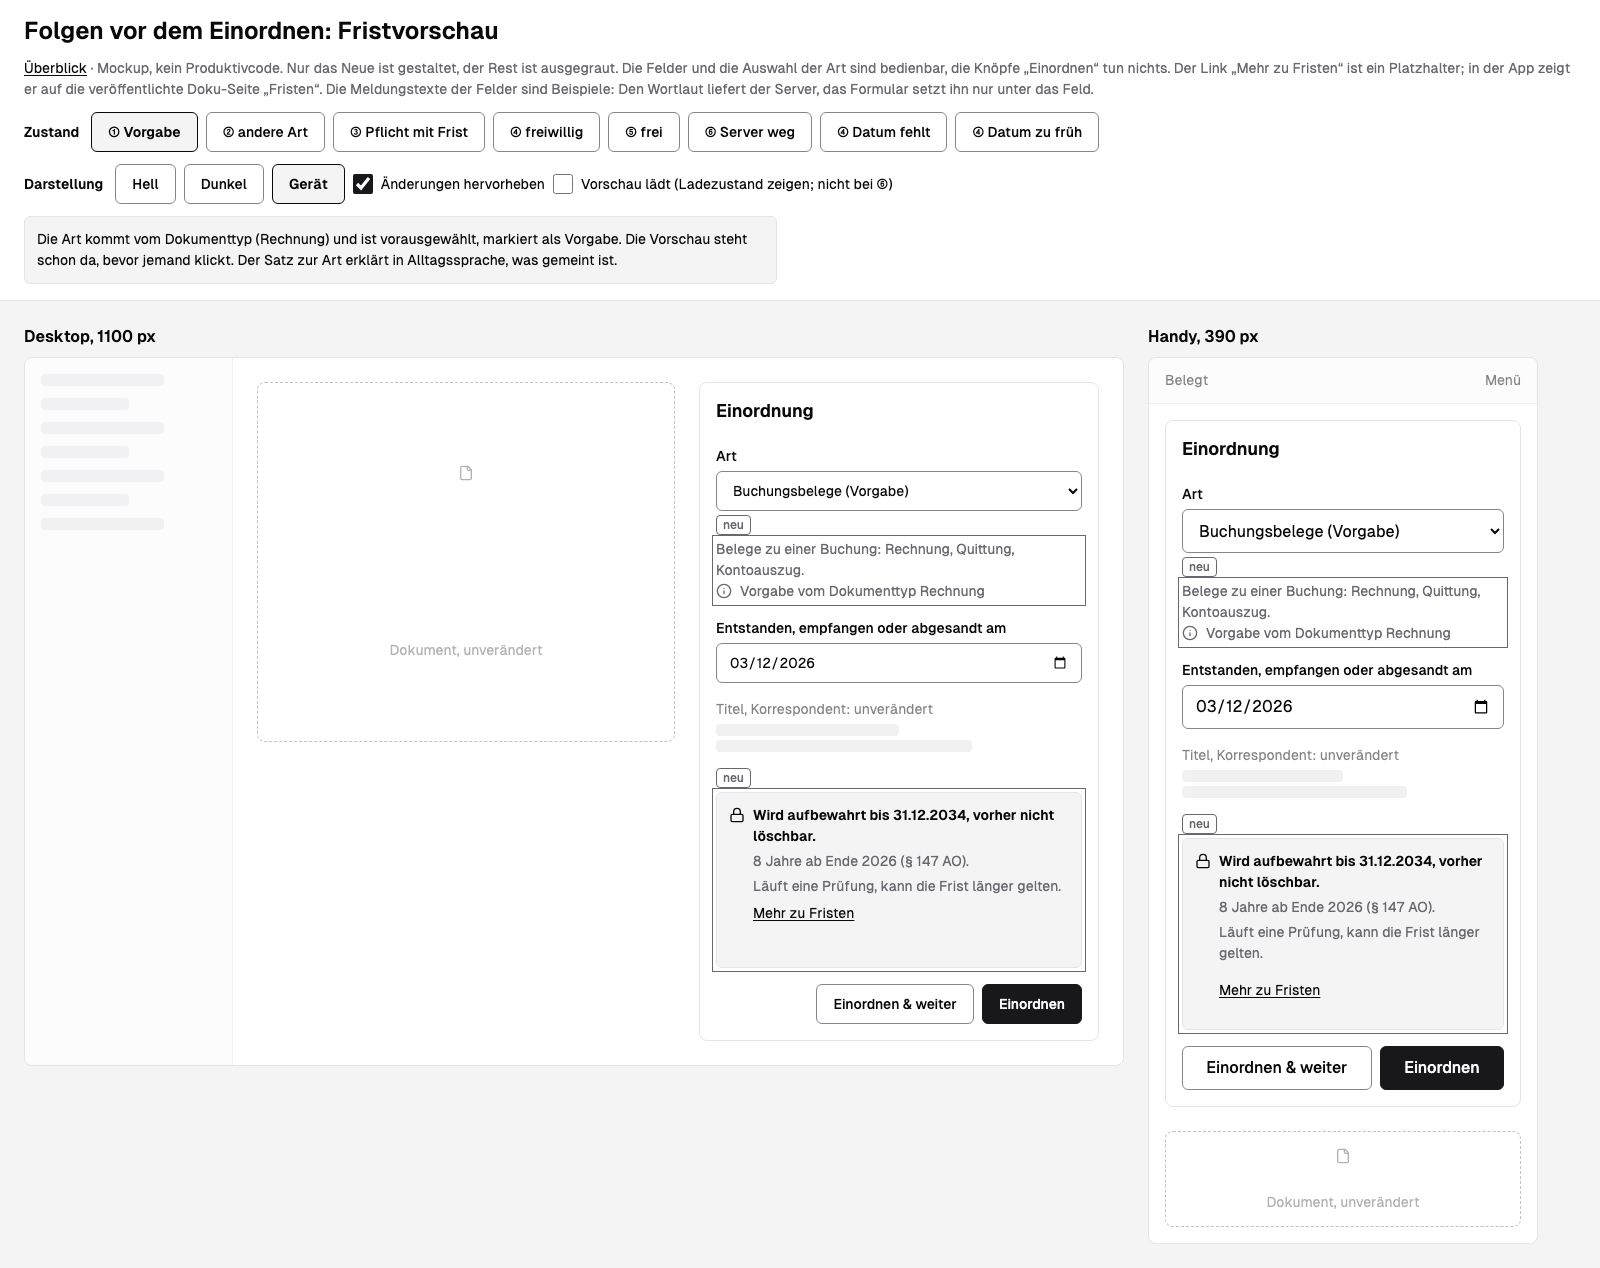 Folgen vor dem Einordnen: Fristvorschau
Überblick · Mockup, kein Produktivcode. Nur das Neue ist gestaltet, der Rest ist ausgegraut. Die Felder und die Auswahl der Art sind bedienbar, die Knöpfe „Einordnen“ tun nichts. Der Link „Mehr zu Fristen“ ist ein Platzhalter; in der App zeigt
er auf die veröffentlichte Doku-Seite „Fristen“. Die Meldungstexte der Felder sind Beispiele: Den Wortlaut liefert der Server, das Formular setzt ihn nur unter das Feld.
Zustand ① Vorgabe ② andere Art ③ Pflicht mit Frist ④ freiwillig ⑤ frei ⑥ Server weg ④ Datum fehlt ④ Datum zu früh
Darstellung Hell Dunkel Gerät Änderungen hervorheben Vorschau lädt (Ladezustand zeigen; nicht bei ⑥)
Die Art kommt vom Dokumenttyp (Rechnung) und ist vorausgewählt, markiert als Vorgabe. Die Vorschau steht
schon da, bevor jemand klickt. Der Satz zur Art erklärt in Alltagssprache, was gemeint ist.
Desktop, 1100 px
Dokument, unverändert
Einordnung
Art
Buchungsbelege (Vorgabe)
neu
Belege zu einer Buchung: Rechnung, Quittung,
Kontoauszug.
Vorgabe vom Dokumenttyp Rechnung
Entstanden, empfangen oder abgesandt am
03/12/2026
Titel, Korrespondent: unverändert
neu
Wird aufbewahrt bis 31.12.2034, vorher nicht
löschbar.
8 Jahre ab Ende 2026 (§ 147 AO).
Läuft eine Prüfung, kann die Frist länger gelten.
Mehr zu Fristen
Einordnen & weiter Einordnen
Handy, 390 px
Belegt Menü
Einordnung
Art
Buchungsbelege (Vorgabe)
neu
Belege zu einer Buchung: Rechnung, Quittung,
Kontoauszug.
Vorgabe vom Dokumenttyp Rechnung
Entstanden, empfangen oder abgesandt am
03/12/2026
Titel, Korrespondent: unverändert
neu
Wird aufbewahrt bis 31.12.2034, vorher
nicht löschbar.
8 Jahre ab Ende 2026 (§ 147 AO).
Läuft eine Prüfung, kann die Frist länger
gelten.
Mehr zu Fristen
Einordnen & weiter Einordnen
Dokument, unverändert